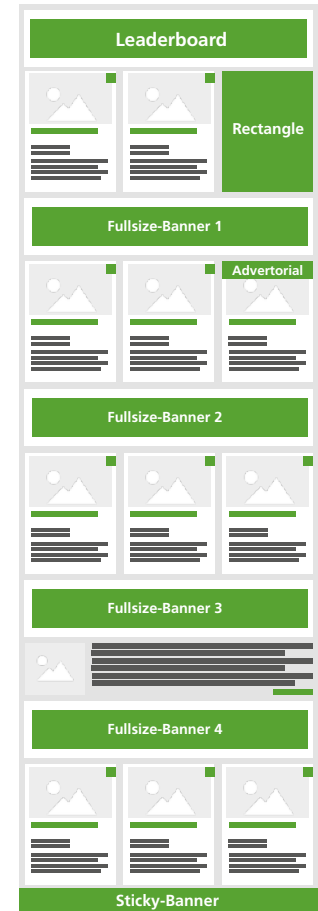 Leaderboard
Rectangle
Fullsize-Banner 1
Advertorial
Fullsize-Banner 2
Fullsize-Banner 3
Fullsize-Banner 4
Sticky-Banner